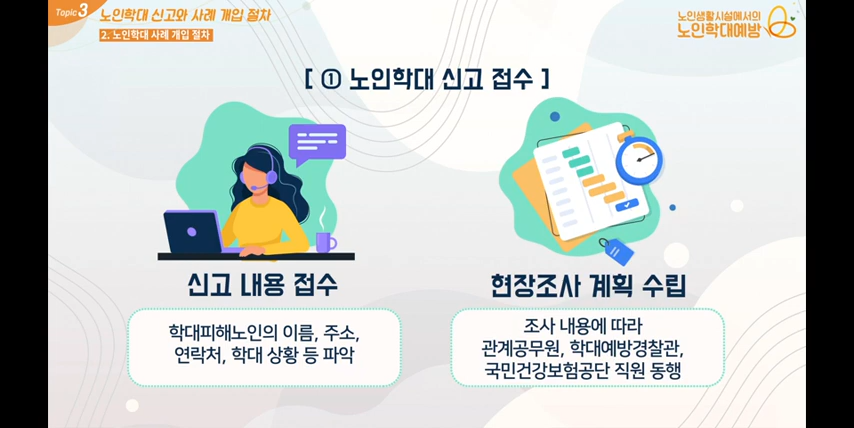 Topic 3
노인학대 신고와 사례 개입 절차
2. 노인학대 사례 개입 절차
노인생활시설에서의
노인학대예방
[ ① 노인학대 신고 접수 ]
신고 내용 접수
학대피해노인의 이름, 주소,
연락처, 학대 상황 등 파악
현장조사 계획 수립
조사 내용에 따라
관계공무원, 학대예방경찰관,
국민건강보험공단 직원 동행